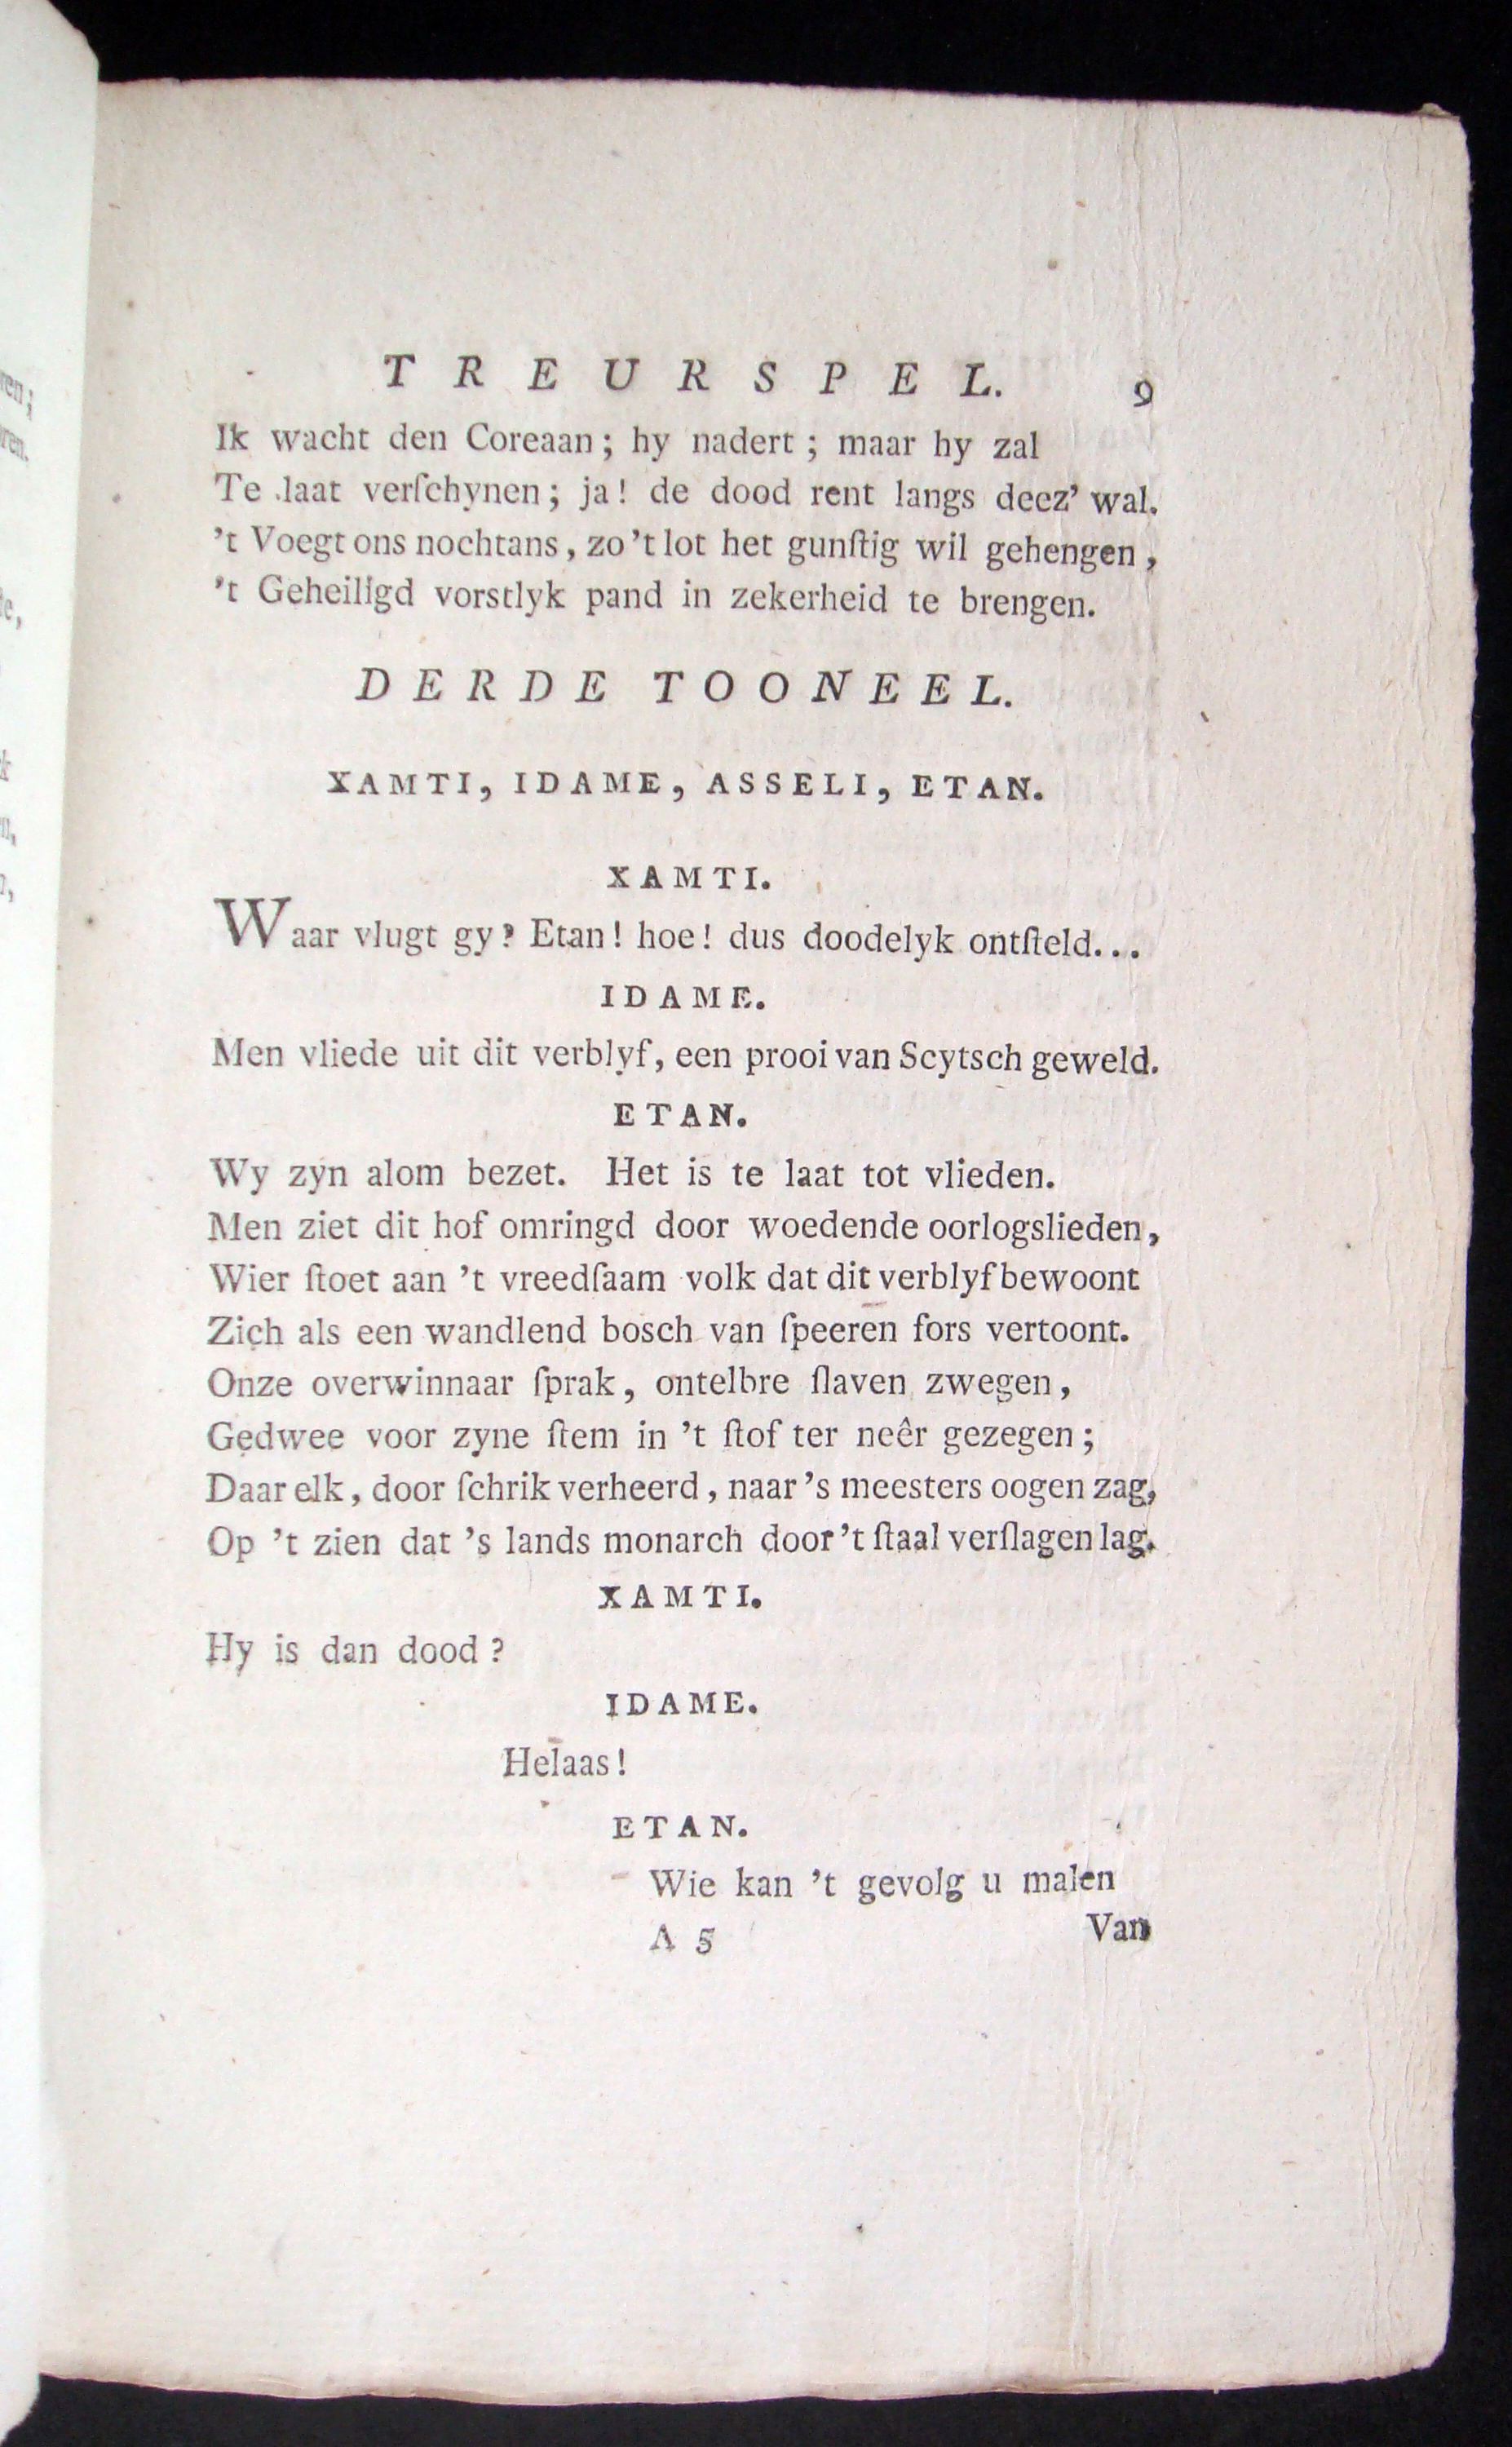 TREURSPEL. 9
Ik wacht den Coreaan; hy nadert; maar hy zal
Te laat verſchynen; ja! de dood rent langs deez' wal.
't Voegt ons nochtans, zo 't lot het gunſtig wil gehengen,
't Geheiligd vorstlyk pand in zekerheid te brengen.
DERDE TOONEEL.
XAMTI, IDAME, ASSELI, ETAN.
XAMTI.
Waar vlugt gy? Etan! hoe! dus doodelyk ontſteld...
IDAME.
Men vliede uit dit verblyf, een prooi van Scytsch geweld.
ETAN.
Wy zyn alom bezet. Het is te laat tot vlieden.
Men ziet dit hof omringd door woedende oorlogslieden,
Wier ſtoet aan 't vreedſaam volk dat dit verblyf bewoont
Zich als een wandlend bosch van ſpeeren fors vertoont.
Onze overwinnaar ſprak, ontelbre ſlaven zwegen,
Gedwee voor zyne ſtem in 't ſtof ter neêr gezegen;
Daar elk, door ſchrik verheerd, naar 's meesters oogen zag,
Op 't zien dat 's lands monarch door 't ſtaal verſlagen lag.
XAMTI.
Hy is dan dood?
IDAME.
Helaas!
ETAN.
Wie kan 't gevolg u malen
A 5 Van